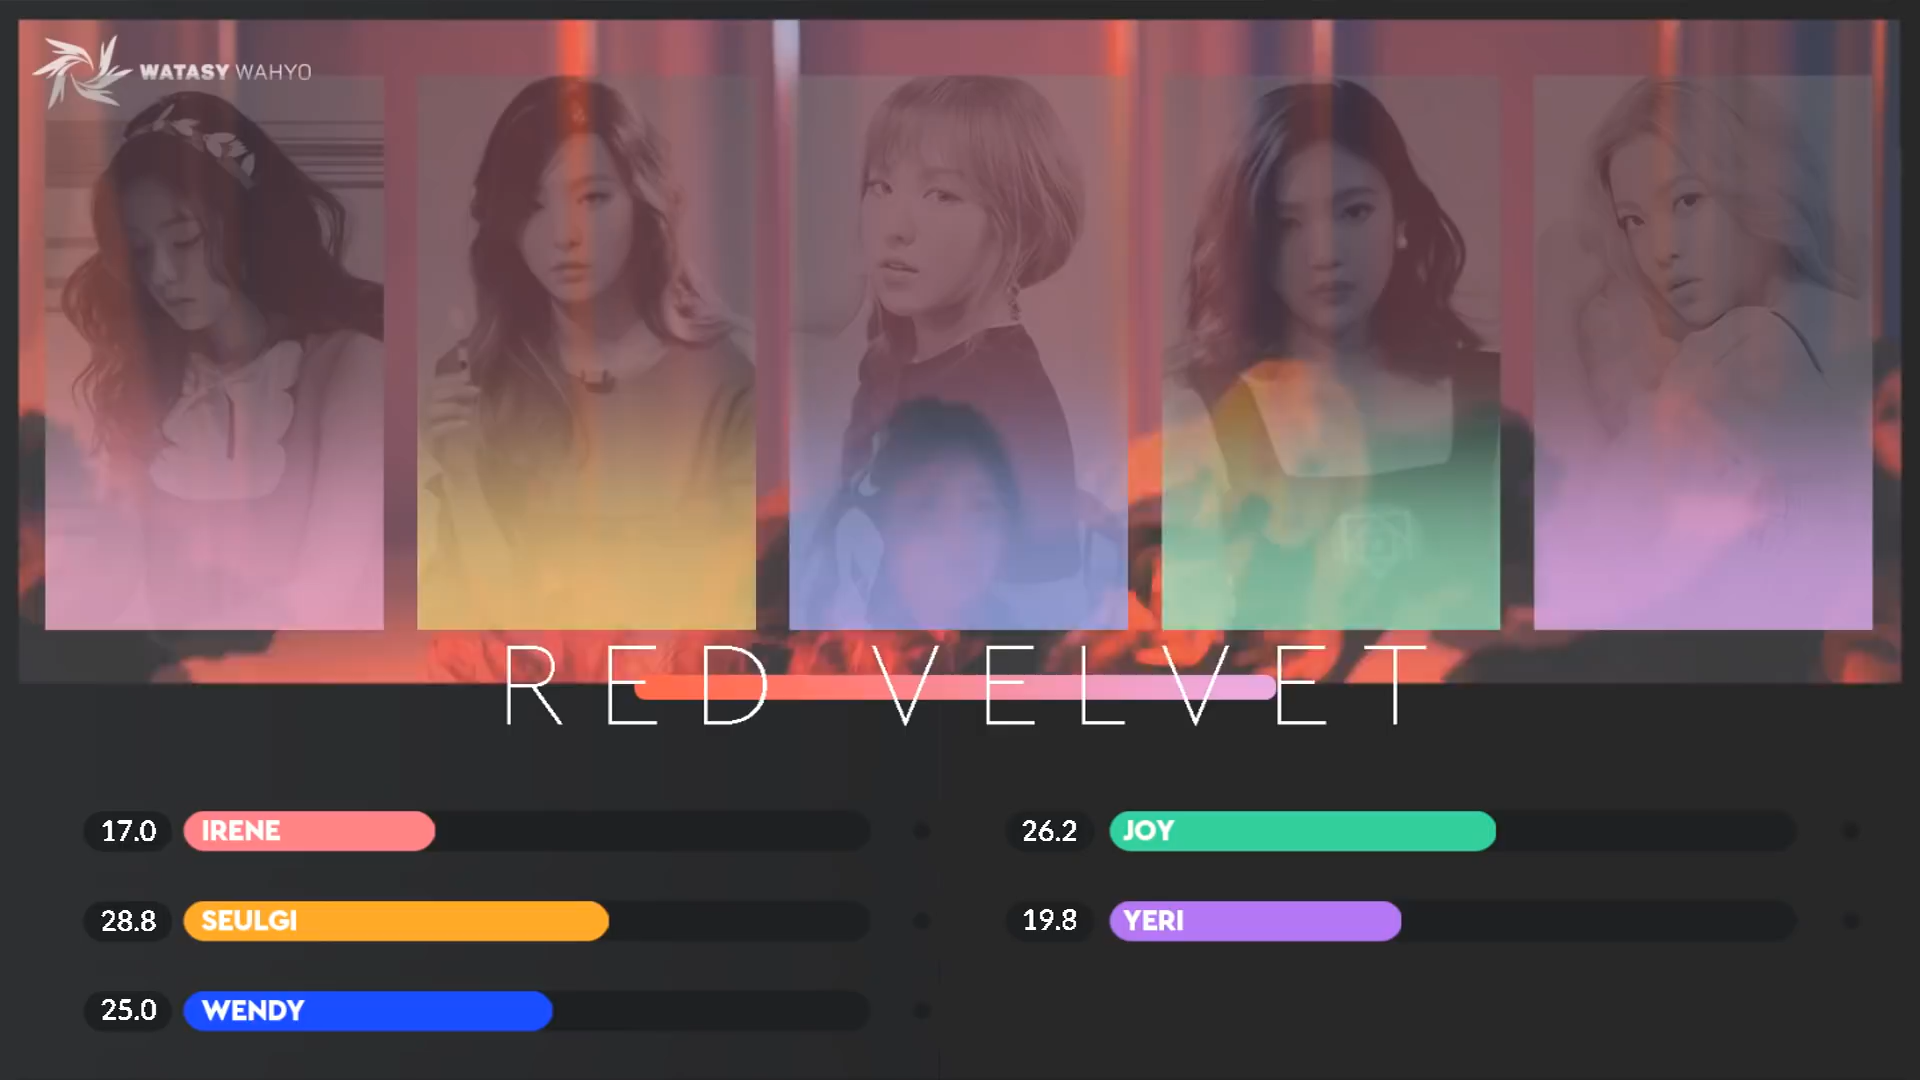 WATASY WAHYO
RED VELVET
17.0 IRENE
28.8 SEULGI
25.0 WENDY
26.2 JOY
19.8 YERI